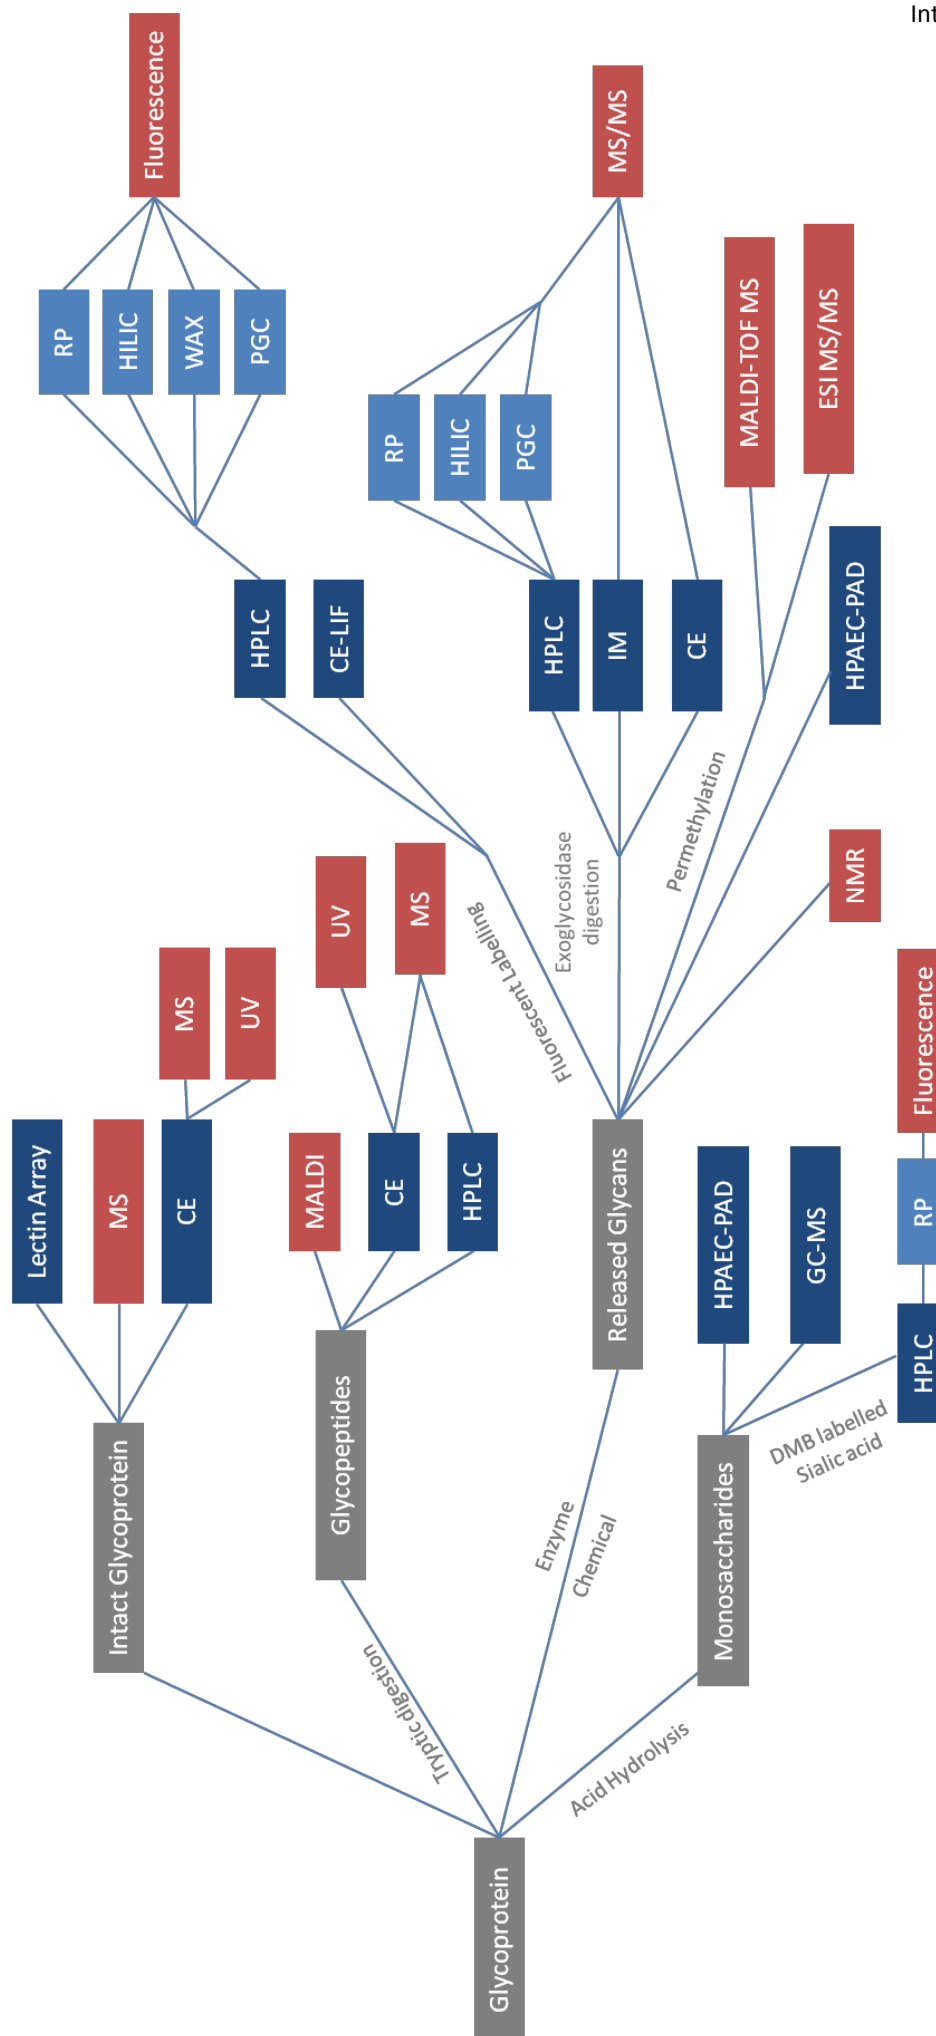 Int
Glycoprotein
Tryptic digestion
Enzyme
Chemical
Acid Hydrolysis
Intact Glycoprotein
Lectin Array
MS
CE
MS
UV
Glycopeptides
MALDI
CE
HPLC
UV
MS
Released Glycans
Fluorescent Labelling
HPLC
CE-LIF
RP
HILIC
WAX
PGC
Fluorescence
Exoglycosidase
digestion
HPLC
IM
CE
RP
HILIC
PGC
MS/MS
Permethylation
MALDI-TOF MS
ESI MS/MS
HPAEC-PAD
NMR
Monosaccharides
HPAEC-PAD
GC-MS
DMB labelled
Sialic acid
HPLC
RP
Fluorescence